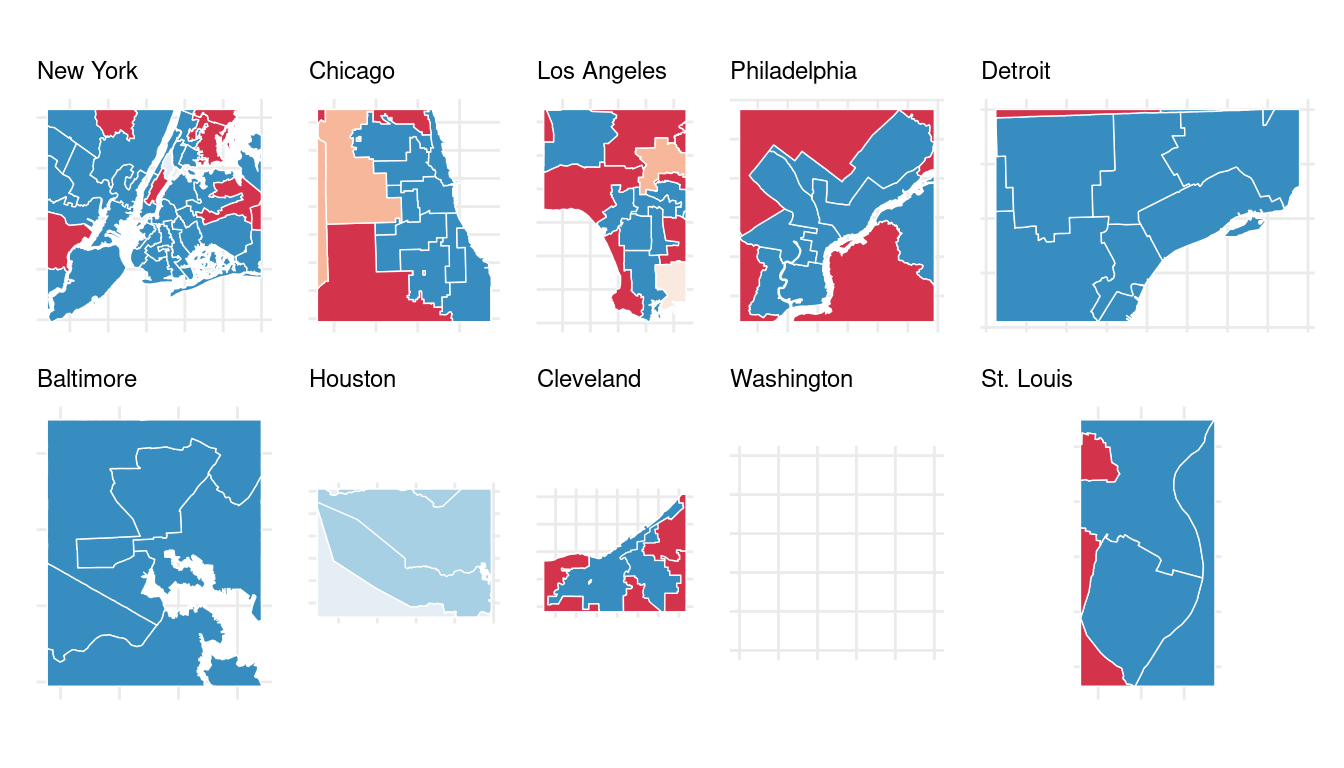 New York
Chicago
Los Angeles
Philadelphia
Detroit
Baltimore
Houston
Cleveland
Washington
St. Louis